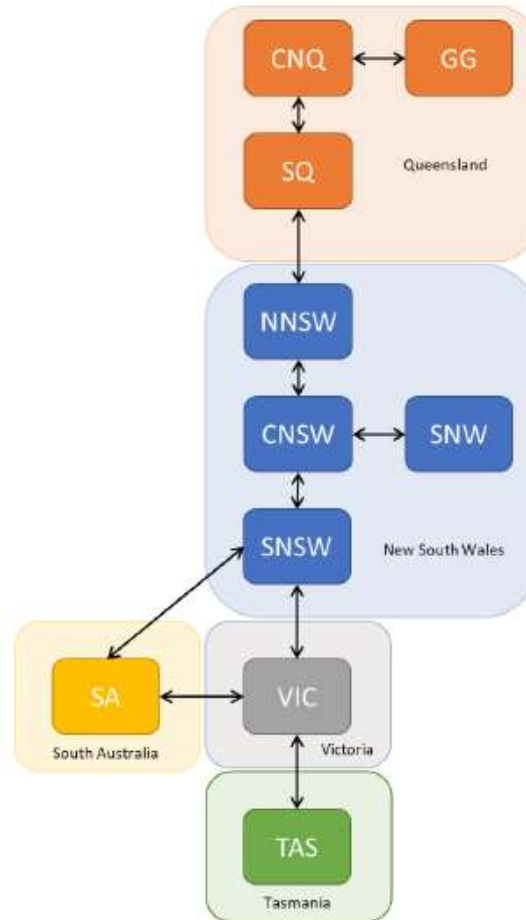 CNQ
GG
SQ
Queensland
NNSW
CNSW
SNW
SNSW
New South Wales
SA
South Australia
VIC
Victoria
TAS
Tasmania